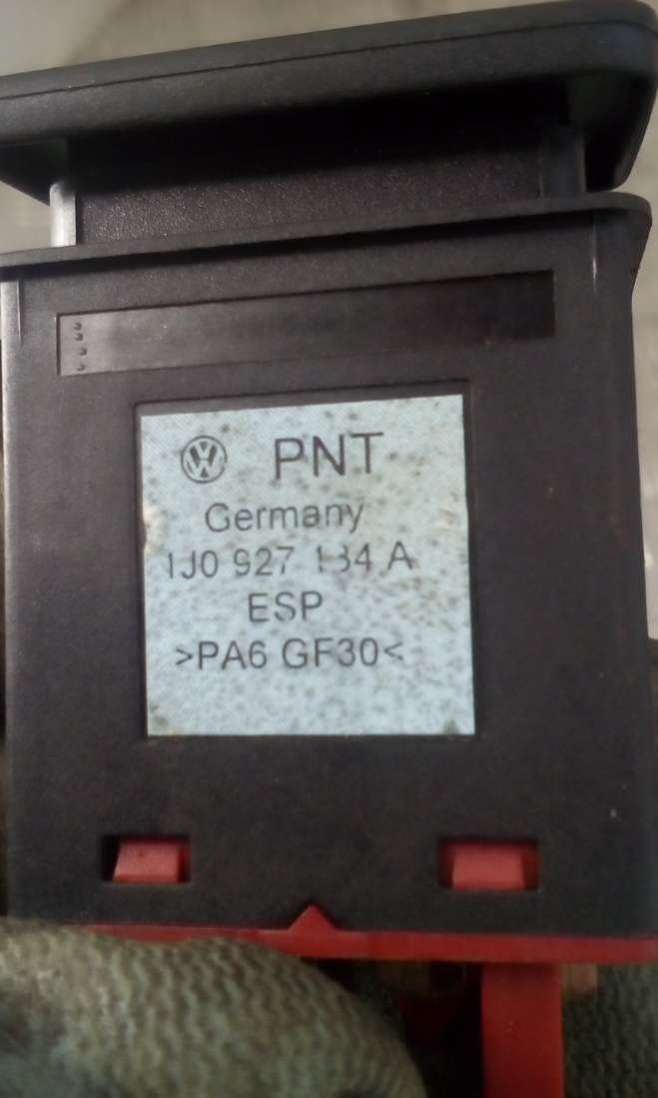 PNT
Germany
1J0 927 134 A
ESP
>PA6 GF30<